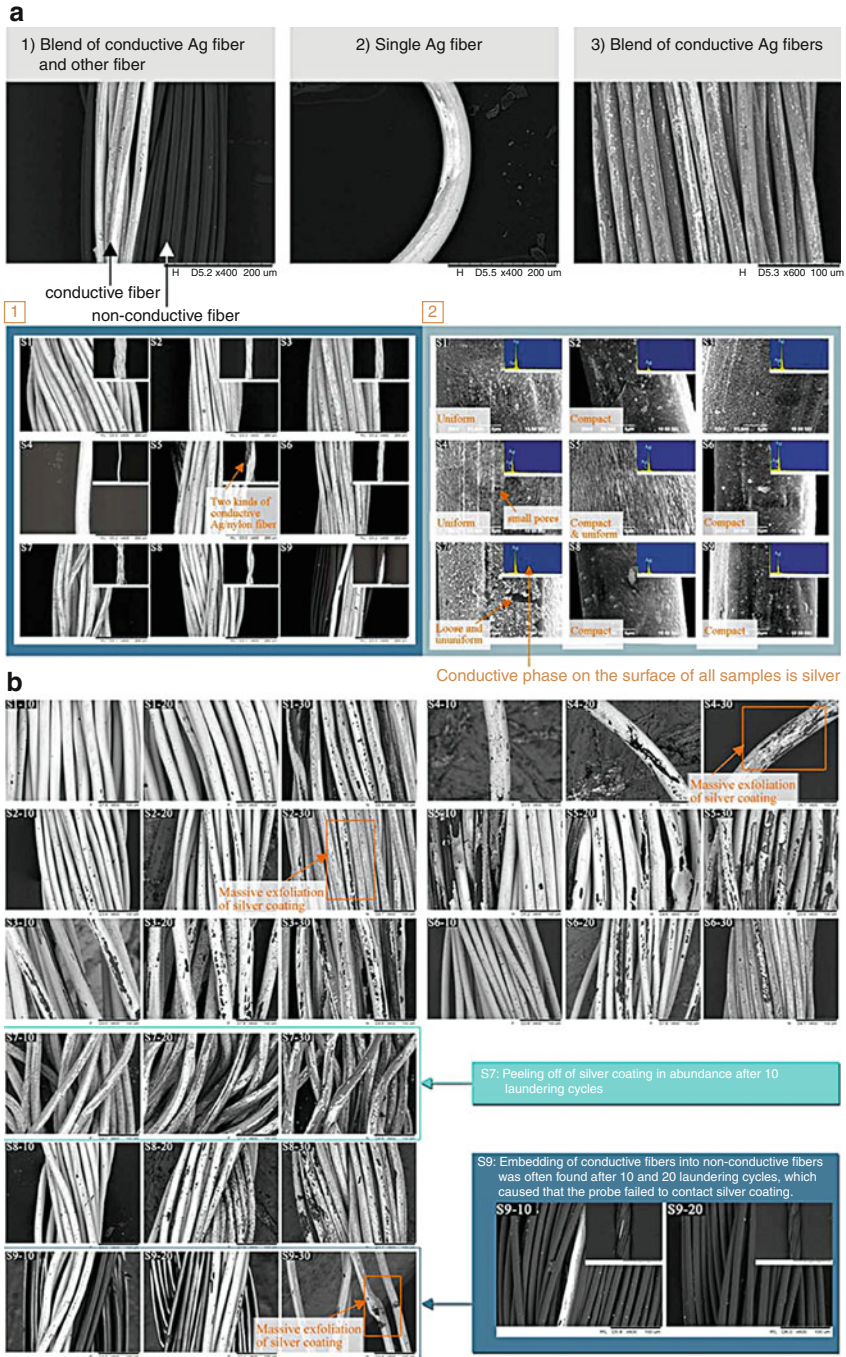 a
1) Blend of conductive Ag fiber
and other fiber
2) Single Ag fiber
3) Blend of conductive Ag fibers
H D5.2 x400 200 um
H D5.5 x400 200 um
H D5.3 x600 100 um
conductive fiber
non-conductive fiber
1
2
S1
S2
S3
S4
S5
S6
Two kinds of
conductive
Ag/nylon fiber
S7
S8
S9
S1
S2
S3
Uniform
Compact
Compact
S4
S5
S6
Uniform
small pores
Compact
& uniform
Compact
S7
S8
S9
Loose and
ununiform
Compact
Compact
Conductive phase on the surface of all samples is silver
b
S1-10
S1-20
S1-30
S4-10
S4-20
S4-30
Massive exfoliation
of silver coating
S2-10
S2-20
S2-30
Massive exfoliation
of silver coating
S5-10
S5-20
S5-30
S3-10
S3-20
S3-30
S6-10
S6-20
S6-30
S7-10
S7-20
S7-30
S7: Peeling off of silver coating in abundance after 10
laundering cycles
S8-10
S8-20
S8-30
S9: Embedding of conductive fibers into non-conductive fibers
was often found after 10 and 20 laundering cycles, which
caused that the probe failed to contact silver coating.
S9-10
S9-20
S9-10
S9-20
S9-30
Massive exfoliation
of silver coating